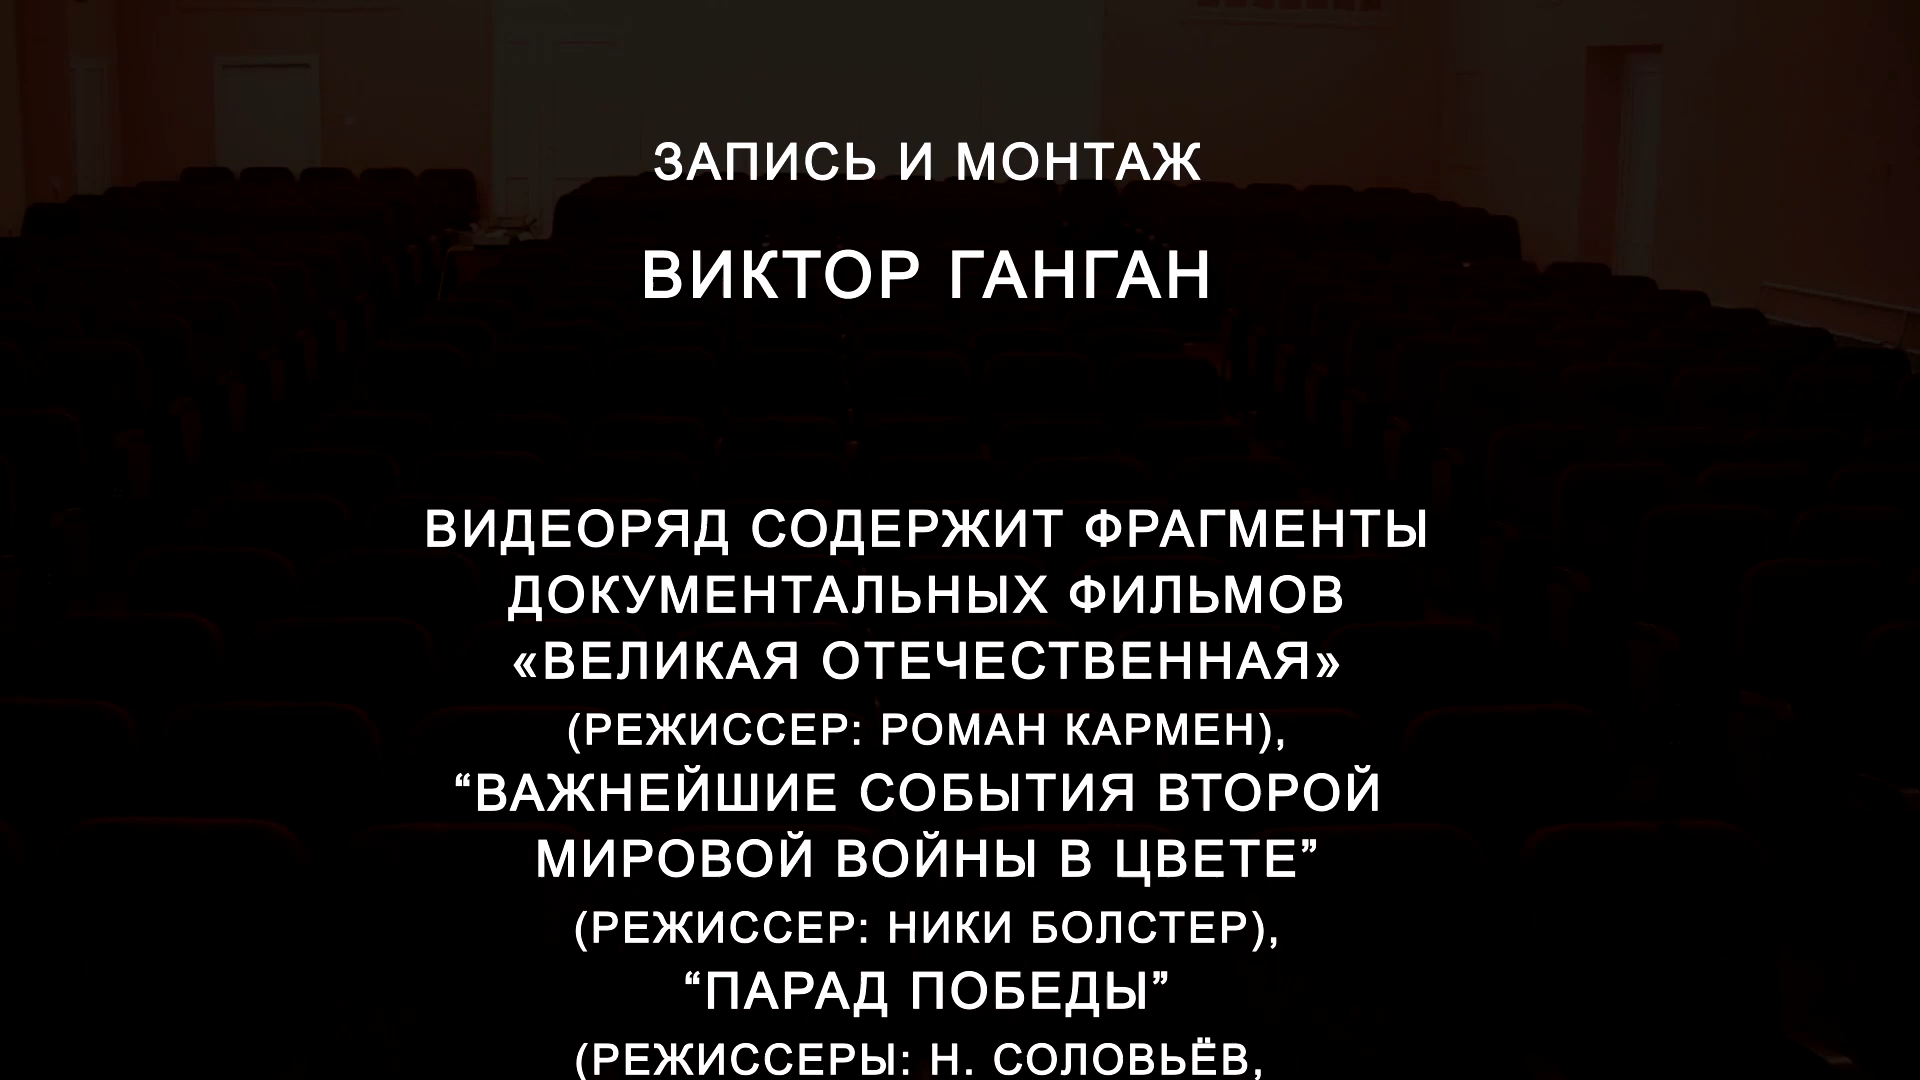 ЗАПИСЬ И МОНТАЖ
ВИКТОР ГАНГАН
ВИДЕОРЯД СОДЕРЖИТ ФРАГМЕНТЫ
ДОКУМЕНТАЛЬНЫХ ФИЛЬМОВ
«ВЕЛИКАЯ ОТЕЧЕСТВЕННАЯ»
(РЕЖИССЕР: РОМАН КАРМЕН),
“ВАЖНЕЙШИЕ СОБЫТИЯ ВТОРОЙ
МИРОВОЙ ВОЙНЫ В ЦВЕТЕ”
(РЕЖИССЕР: НИКИ БОЛСТЕР),
“ПАРАД ПОБЕДЫ”
(РЕЖИССЕРЫ: Н. СОЛОВЬЁВ,